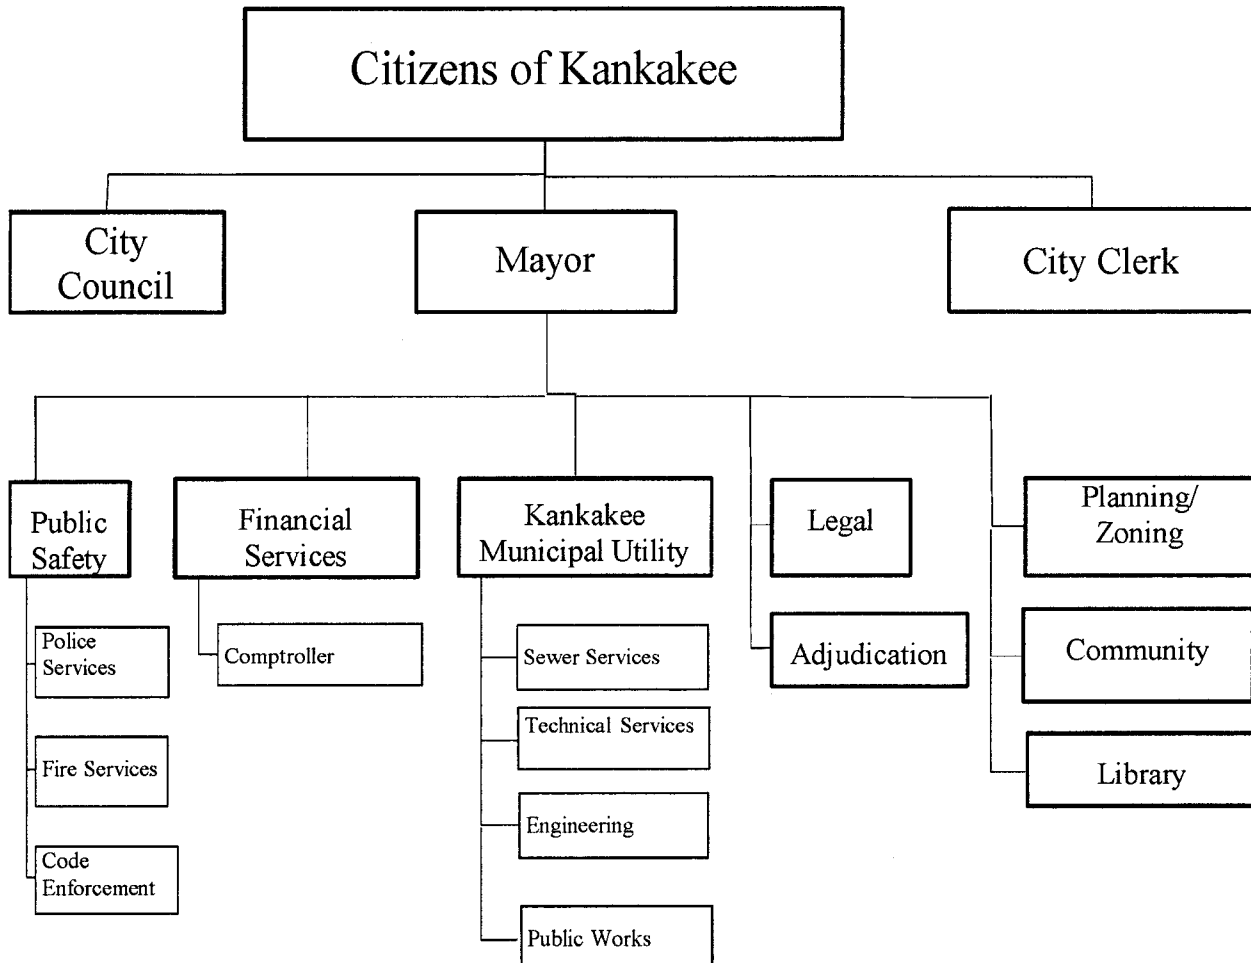 Citizens of Kankakee
City
Council
Mayor
City Clerk
Public
Safety
Financial
Services
Kankakee
Municipal Utility
Legal
Planning/
Zoning
Police
Services
Comptroller
Sewer Services
Adjudication
Community
Technical Services
Fire Services
Library
Engineering
Code
Enforcement
Public Works